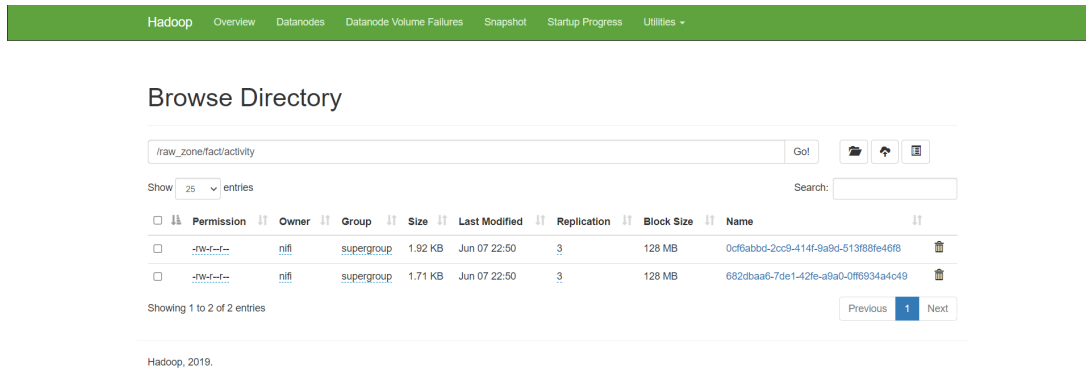 Hadoop Overview Datanodes Datanode Volume Failures Snapshot Startup Progress Utilities
Browse Directory
/raw_zone/fact/activity Go!
Show 25 entries Search:
Permission Owner Group Size Last Modified Replication Block Size Name
-rw-r--r-- nifi supergroup 1.92 KB Jun 07 22:50 3 128 MB 0cf6abbd-2cc9-414f-9a9d-513f88fe46f8
-rw-r--r-- nifi supergroup 1.71 KB Jun 07 22:50 3 128 MB 682dbaa6-7de1-42fe-a9a0-0ff6934a4c49
Showing 1 to 2 of 2 entries Previous 1 Next
Hadoop, 2019.